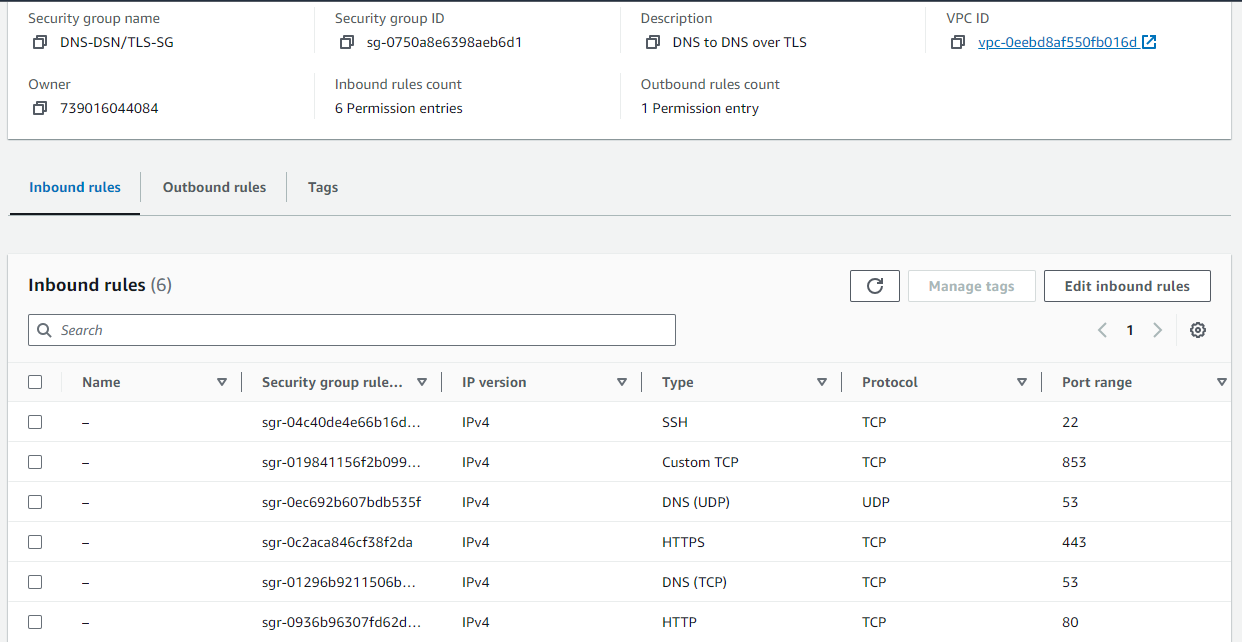 Security group name Security group ID Description VPC ID
DNS-DSN/TLS-SG sg-0750a8e6398aeb6d1 DNS to DNS over TLS vpc-0eebd8af550fb016d
Owner Inbound rules count Outbound rules count
739016044084 6 Permission entries 1 Permission entry
Inbound rules Outbound rules Tags
Inbound rules (6) Manage tags Edit inbound rules
Search 1
Name Security group rule... IP version Type Protocol Port range
– sgr-04c40de4e66b16d... IPv4 SSH TCP 22
– sgr-019841156f2b099... IPv4 Custom TCP TCP 853
– sgr-0ec692b607bdb535f IPv4 DNS (UDP) UDP 53
– sgr-0c2aca846cf38f2da IPv4 HTTPS TCP 443
– sgr-01296b9211506b... IPv4 DNS (TCP) TCP 53
– sgr-0936b96307fd62d... IPv4 HTTP TCP 80